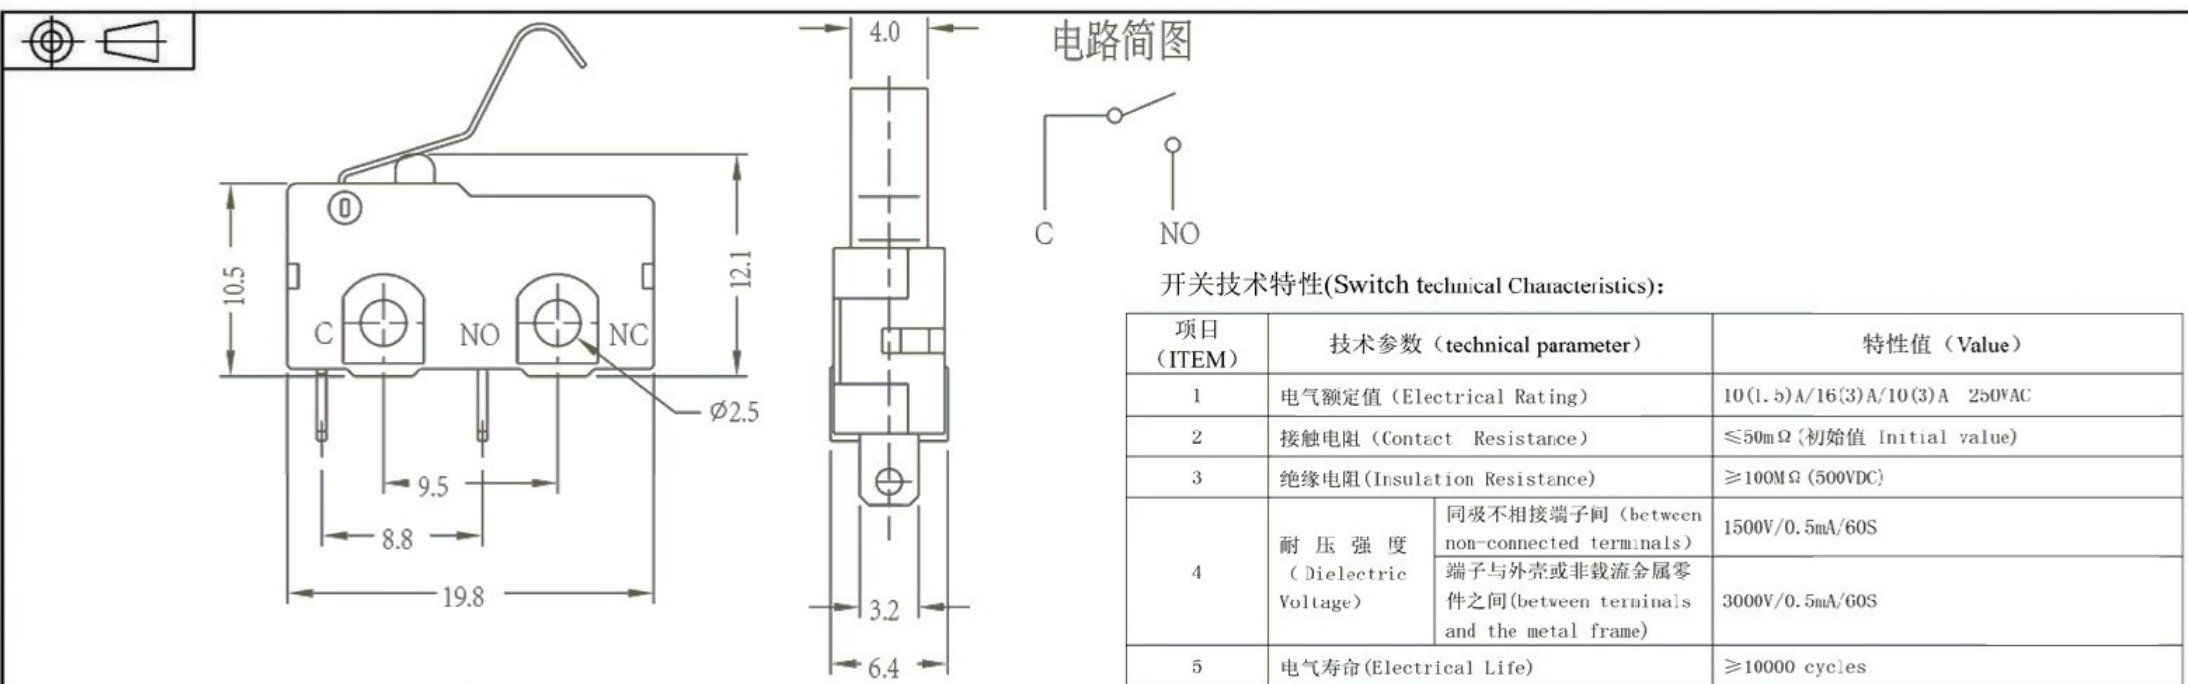 4.0
电路简图
C
NO
10.5
12.1
C
NO
NC
Ø2.5
9.5
8.8
19.8
3.2
6.4
开关技术特性(Switch technical Characteristics):
项目
(ITEM)
技术参数（technical parameter）
特性值（Value）
1
电气额定值（Electrical Rating）
10(1.5)A/16(3)A/10(3)A 250VAC
2
接触电阻（Contact Resistance）
≤50mΩ(初始值 Initial value)
3
绝缘电阻(Insulation Resistance)
≥100MΩ(500VDC)
4
耐压强度
（Dielectric
Voltage）
同极不相接端子间（between
non-connected terminals）
1500V/0.5mA/60S
端子与外壳或非载流金属零
件之间(between terminals
and the metal frame)
3000V/0.5mA/60S
5
电气寿命(Electrical Life)
≥10000 cycles